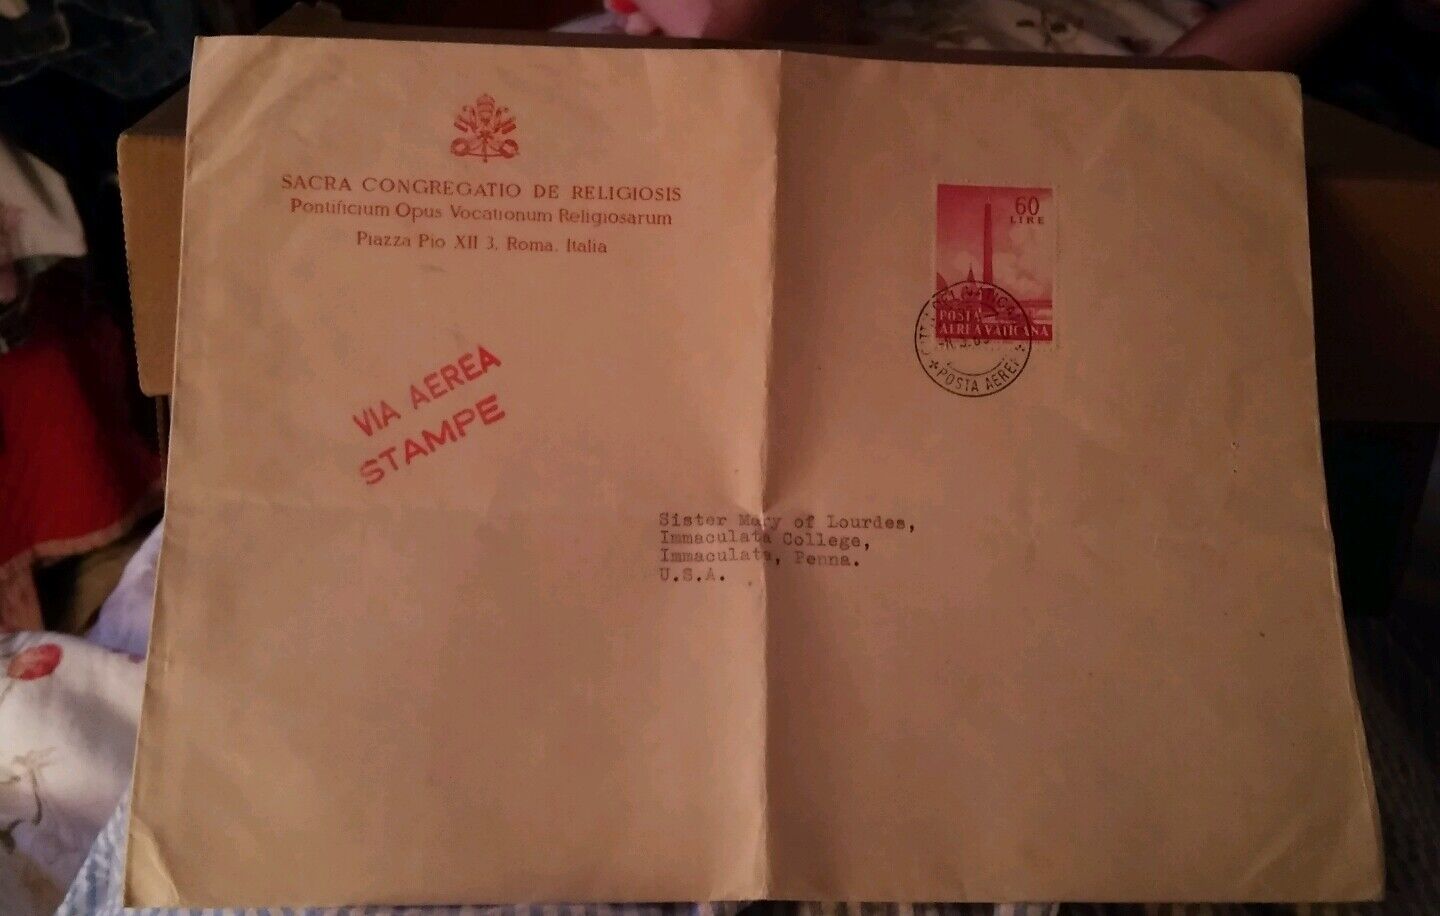 SACRA CONGREGATIO DE RELIGIOSIS
Pontificium Opus Vocationum Religiosarum
Piazza Pio XII 3, Roma, Italia
60
LIRE
POSTA
AEREA VATICANA
POSTA AEREA
VIA AEREA
STAMPE
Sister Mary of Lourdes,
Immaculata College,
Immaculata, Penna.
U.S.A.